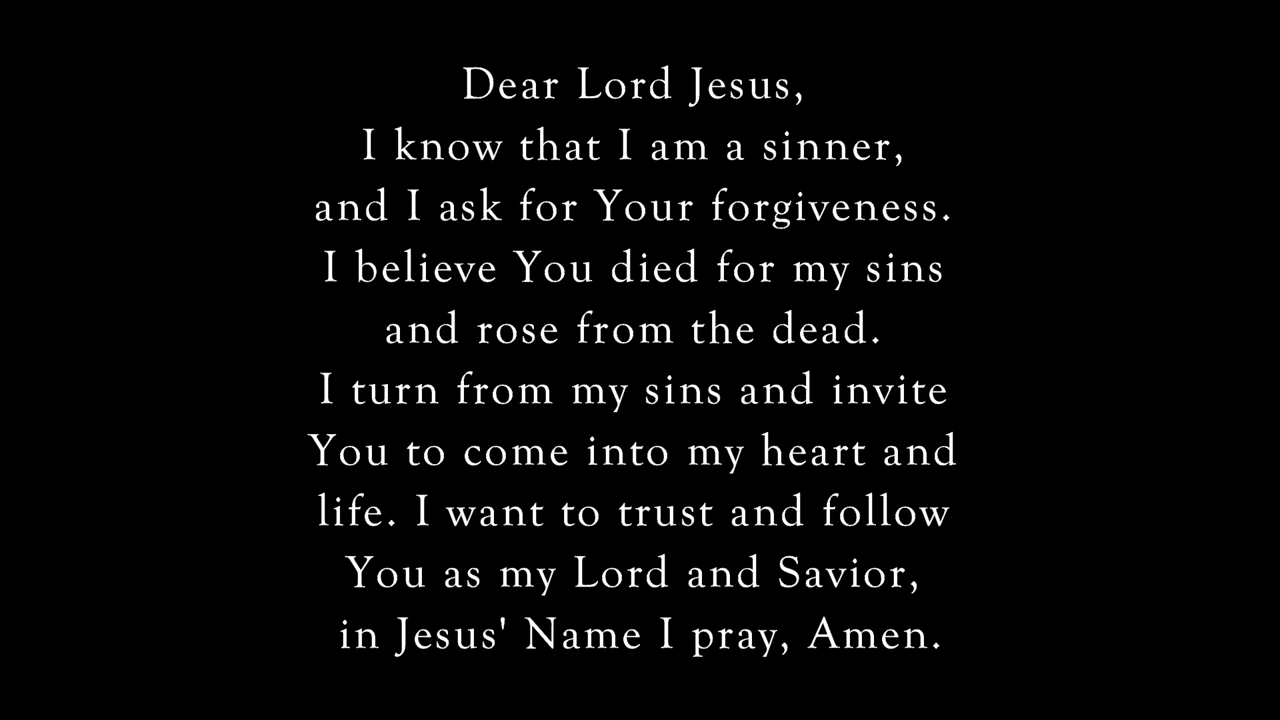 Dear Lord Jesus,
I know that I am a sinner,
and I ask for Your forgiveness.
I believe You died for my sins
and rose from the dead.
I turn from my sins and invite
You to come into my heart and
life. I want to trust and follow
You as my Lord and Savior,
in Jesus' Name I pray, Amen.